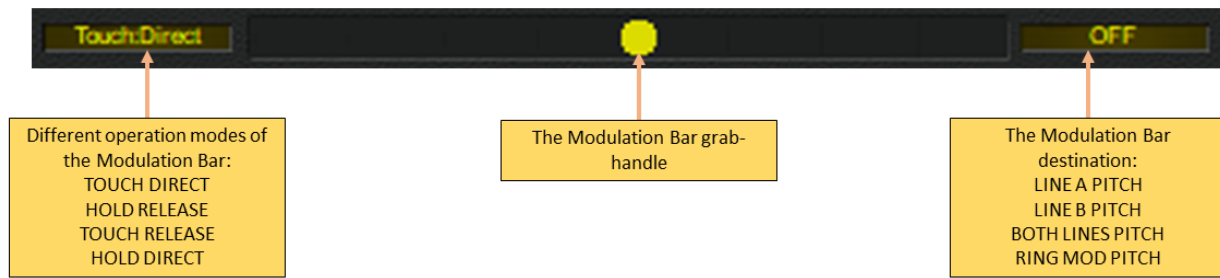 Touch:Direct
OFF
Different operation modes of
the Modulation Bar:
TOUCH DIRECT
HOLD RELEASE
TOUCH RELEASE
HOLD DIRECT
The Modulation Bar grab-
handle
The Modulation Bar
destination:
LINE A PITCH
LINE B PITCH
BOTH LINES PITCH
RING MOD PITCH